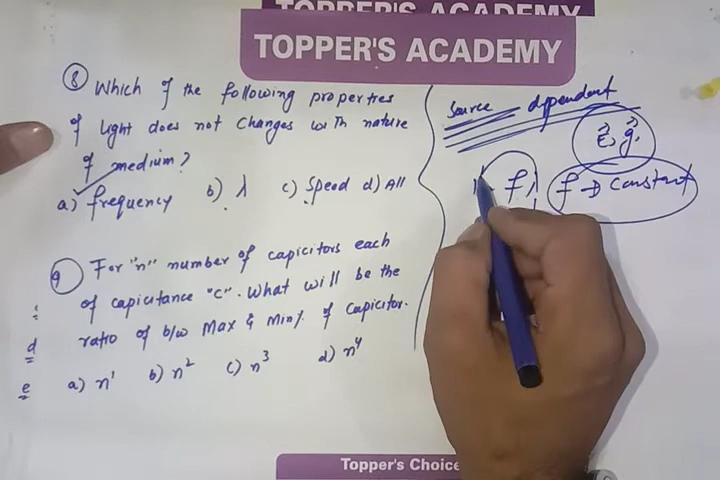 TOPPER'S ACADEMY
TOPPER'S ACADEMY
8 Which of the following properties
of light does not changes with nature
of medium?
a) frequency b) λ c) speed d) All
9 For "n" number of capicitors each
of capicitance "C". What will be the
ratio of b/w Max & Min
of capicitor.
a) n¹ b) n² c) n³ d) n⁴
i
d
e
source dependent
E, g,
fλ
f → constant
Topper's Choice